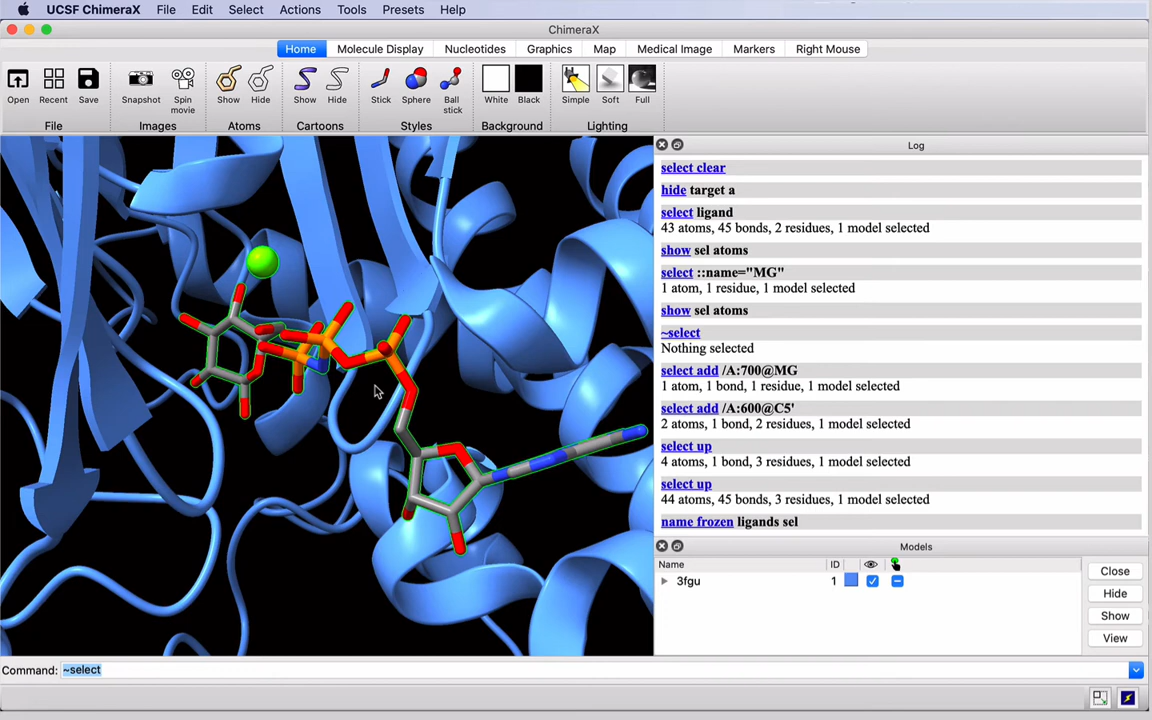 UCSF ChimeraX File Edit Select Actions Tools Presets Help
ChimeraX
Home Molecule Display Nucleotides Graphics Map Medical Image Markers Right Mouse
Open Recent Save Snapshot Spin movie Show Hide Show Hide Stick Sphere Ball stick White Black Simple Soft Full
File Images Atoms Cartoons Styles Background Lighting
Log
select clear
hide target a
select ligand
43 atoms, 45 bonds, 2 residues, 1 model selected
show sel atoms
select ::name="MG"
1 atom, 1 residue, 1 model selected
show sel atoms
~select
Nothing selected
select add /A:700@MG
1 atom, 1 bond, 1 residue, 1 model selected
select add /A:600@C5'
2 atoms, 1 bond, 2 residues, 1 model selected
select up
4 atoms, 1 bond, 3 residues, 1 model selected
select up
44 atoms, 45 bonds, 3 residues, 1 model selected
name frozen ligands sel
Models
Name ID
3fgu 1
Close
Hide
Show
View
Command: ~select